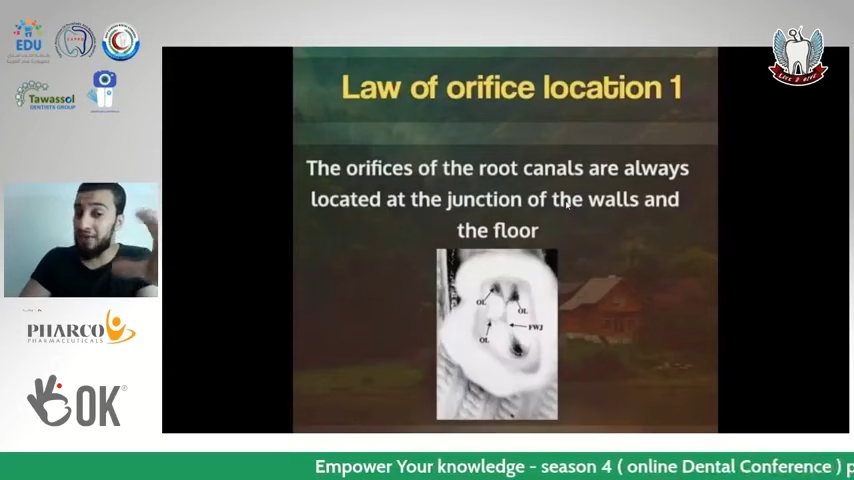 EDU
Tawassol
DENTISTS GROUP
Law of orifice location 1
The orifices of the root canals are always
located at the junction of the walls and
the floor
OL
OL
FWJ
OL
PHARCO
PHARMACEUTICALS
OK®
Empower Your knowledge - season 4 ( online Dental Conference ) p